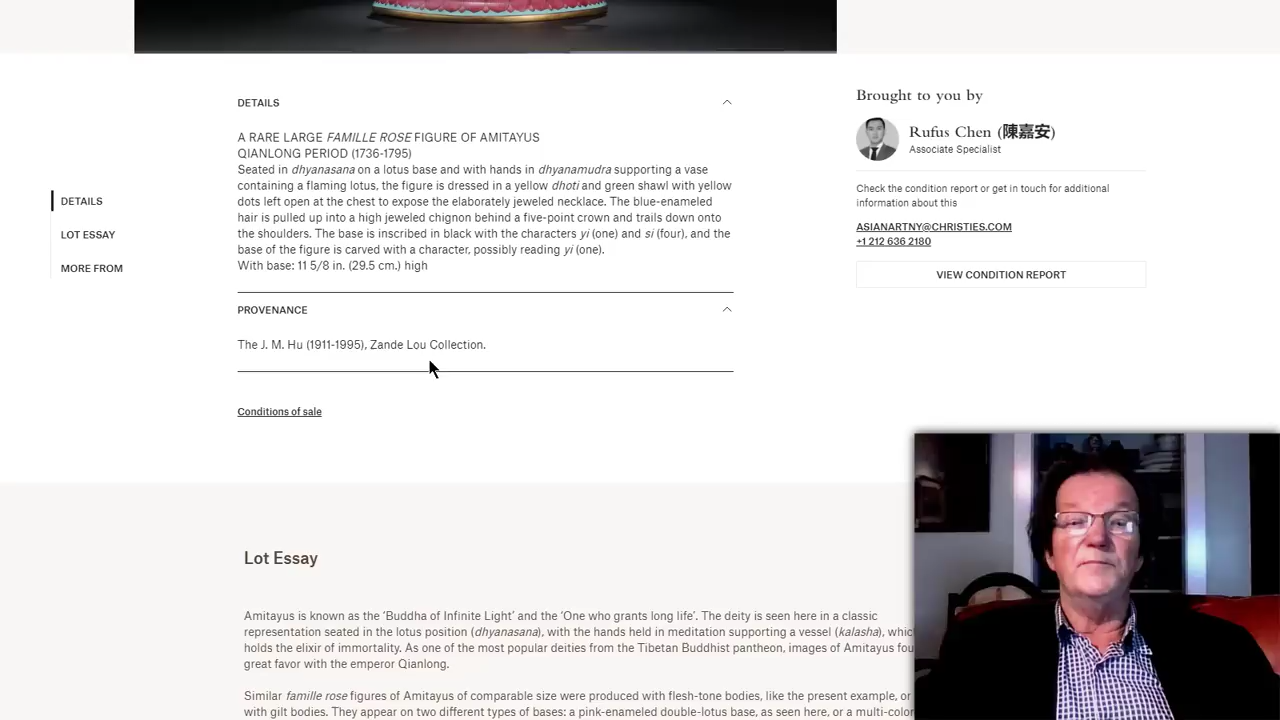 DETAILS
A RARE LARGE FAMILLE ROSE FIGURE OF AMITAYUS
QIANLONG PERIOD (1736-1795)
Seated in dhyanasana on a lotus base and with hands in dhyanamudra supporting a vase
containing a flaming lotus, the figure is dressed in a yellow dhoti and green shawl with yellow
dots left open at the chest to expose the elaborately jeweled necklace. The blue-enameled
hair is pulled up into a high jeweled chignon behind a five-point crown and trails down onto
the shoulders. The base is inscribed in black with the characters yi (one) and si (four), and the
base of the figure is carved with a character, possibly reading yi (one).
With base: 11 5/8 in. (29.5 cm.) high
PROVENANCE
The J. M. Hu (1911-1995), Zande Lou Collection.
Conditions of sale
DETAILS
LOT ESSAY
MORE FROM
Brought to you by
Rufus Chen (陳嘉安)
Associate Specialist
Check the condition report or get in touch for additional
information about this
ASIANARTNY@CHRISTIES.COM
+1 212 636 2180
VIEW CONDITION REPORT
Lot Essay
Amitayus is known as the 'Buddha of Infinite Light' and the 'One who grants long life'. The deity is seen here in a classic
representation seated in the lotus position (dhyanasana), with the hands held in meditation supporting a vessel (kalasha),
holds the elixir of immortality. As one of the most popular deities from the Tibetan Buddhist pantheon, images of Amitayus
great favor with the emperor Qianlong.
Similar famille rose figures of Amitayus of comparable size were produced with flesh-tone bodies, like the present example, or
with gilt bodies. They appear on two different types of bases: a pink-enameled double-lotus base, as seen here, or a